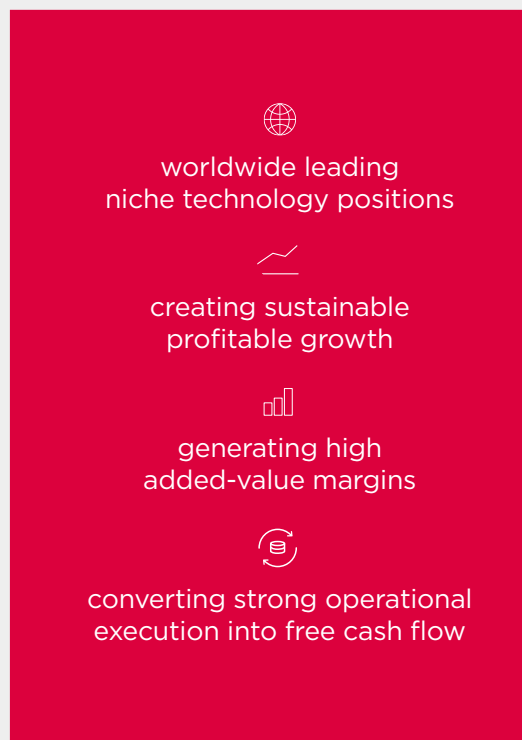 worldwide leading
niche technology positions
creating sustainable
profitable growth
generating high
added-value margins
converting strong operational
execution into free cash flow